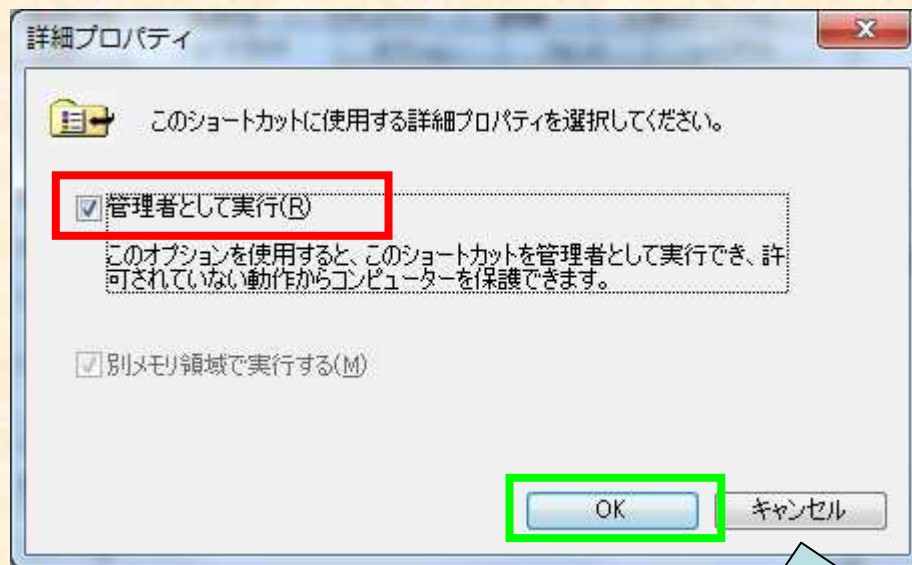 詳細プロパティ
このショートカットに使用する詳細プロパティを選択してください。
管理者として実行(R)
このオプションを使用すると、このショートカットを管理者として実行でき、許
可されていない動作からコンピューターを保護できます。
別メモリ領域で実行する(M)
OK
キャンセル